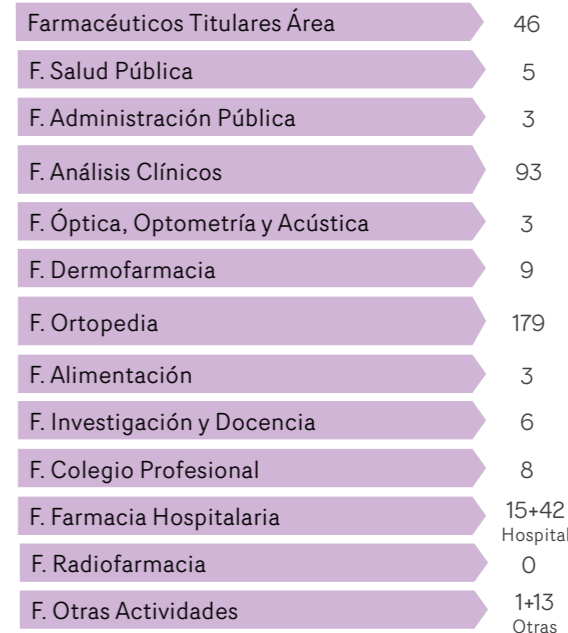 Farmacéuticos Titulares Área 46
F. Salud Pública 5
F. Administración Pública 3
F. Análisis Clínicos 93
F. Óptica, Optometría y Acústica 3
F. Dermofarmacia 9
F. Ortopedia 179
F. Alimentación 3
F. Investigación y Docencia 6
F. Colegio Profesional 8
F. Farmacia Hospitalaria 15+42
Hospital
F. Radiofarmacia 0
F. Otras Actividades 1+13
Otras